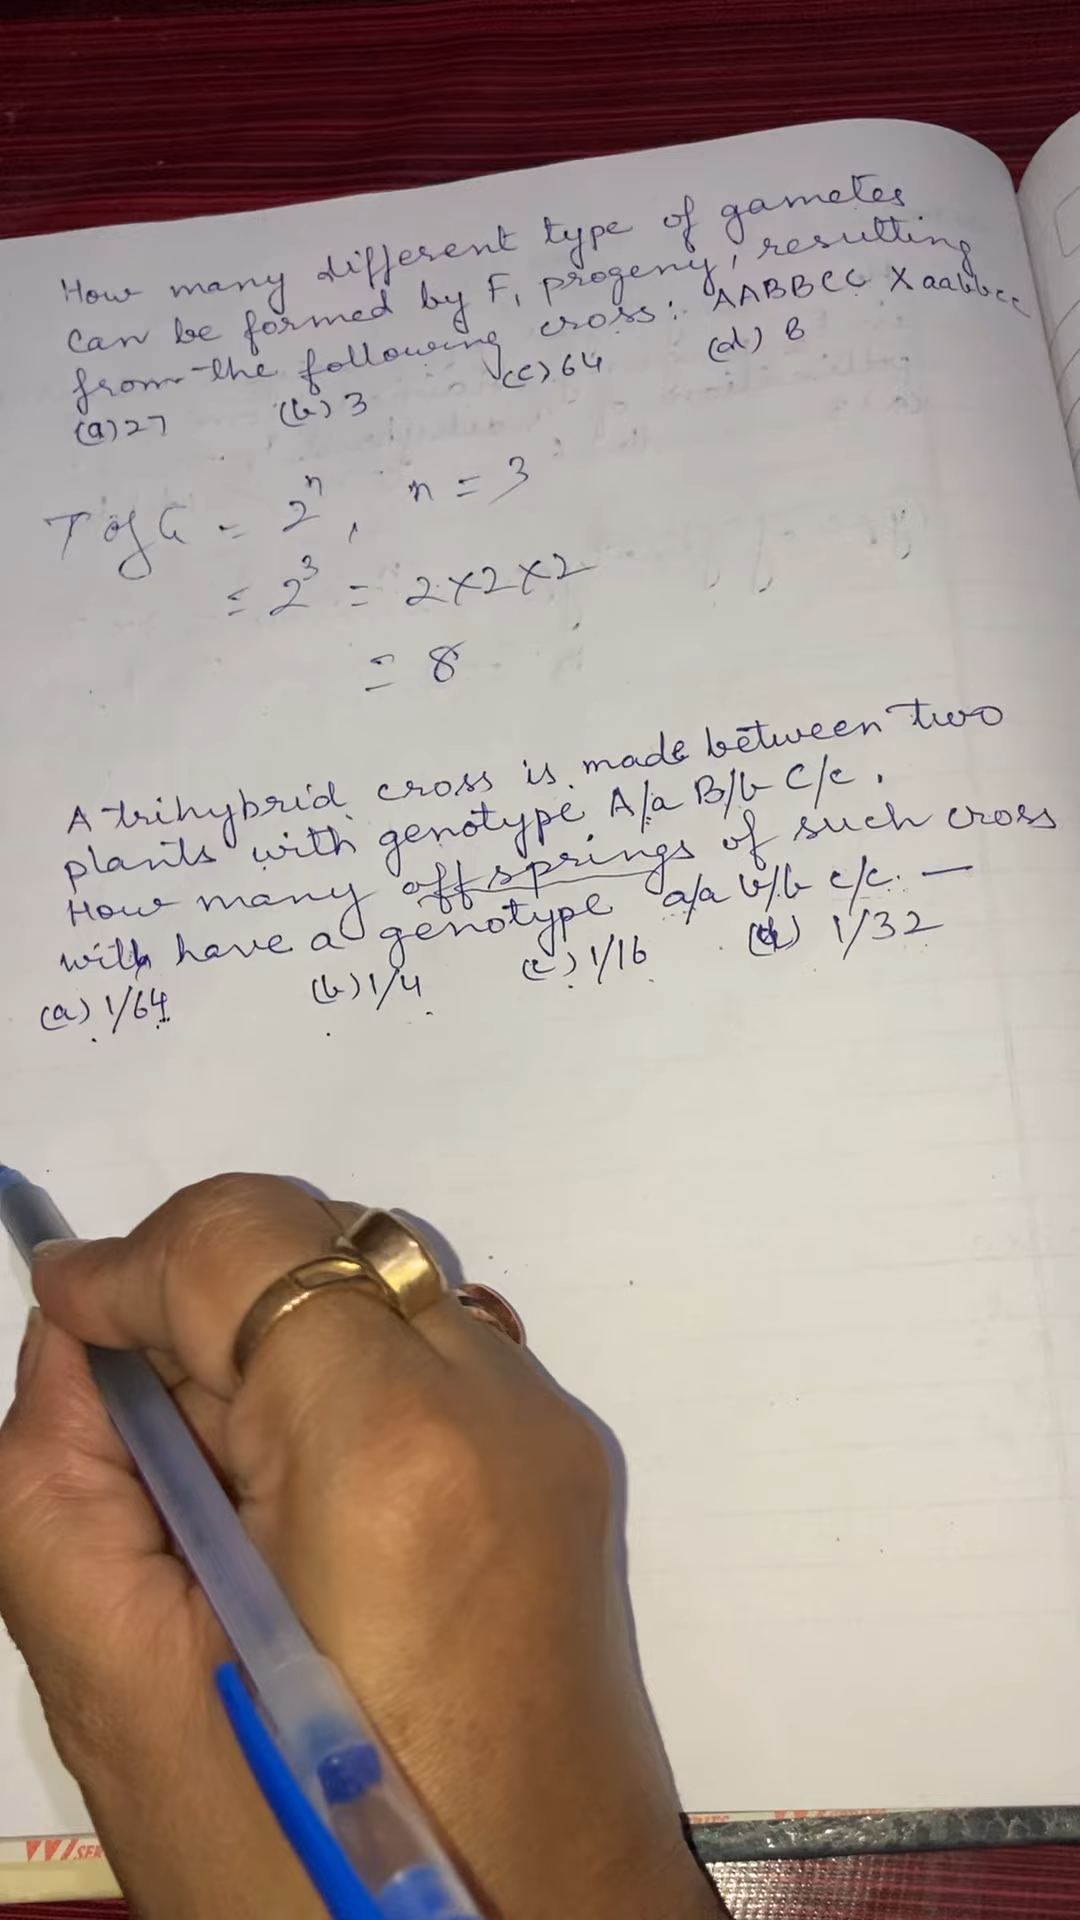 How many different type of gametes
can be formed by F1 progeny, resulting
from the following cross: AABBCC X aabbcc
(a) 27 (b) 3 (c) 64 (d) 8
T of G = 2^n, n = 3
= 2^3 = 2×2×2
= 8
A trihybrid cross is made between two
plants with genotype A/a B/b C/c.
How many offsprings of such cross
with have a genotype a/a b/b c/c. —
(a) 1/64 (b) 1/4 (c) 1/16 (d) 1/32